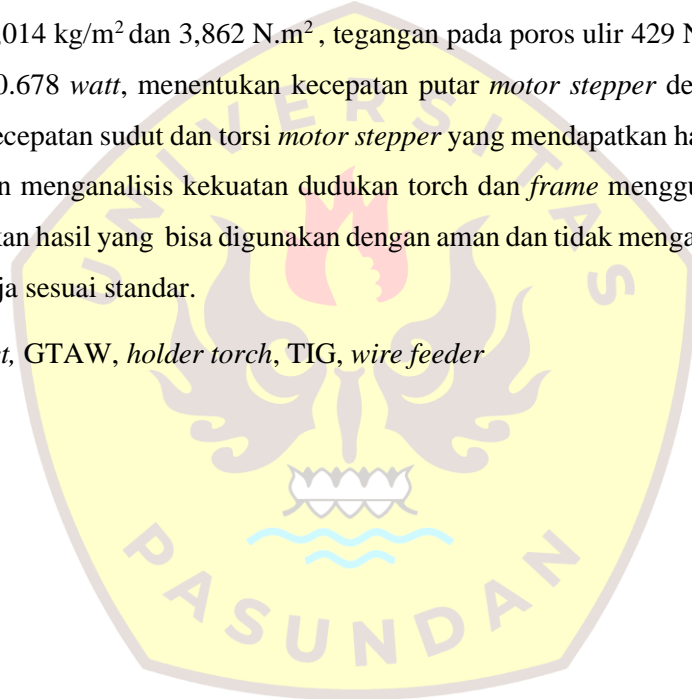 ,014 kg/m² dan 3,862 N.m² , tegangan pada poros ulir 429 N
0.678 watt, menentukan kecepatan putar motor stepper de
ecepatan sudut dan torsi motor stepper yang mendapatkan ha
n menganalisis kekuatan dudukan torch dan frame menggu
kan hasil yang bisa digunakan dengan aman dan tidak menga
ja sesuai standar.
t, GTAW, holder torch, TIG, wire feeder
UNIVERSITAS
PASUNDAN